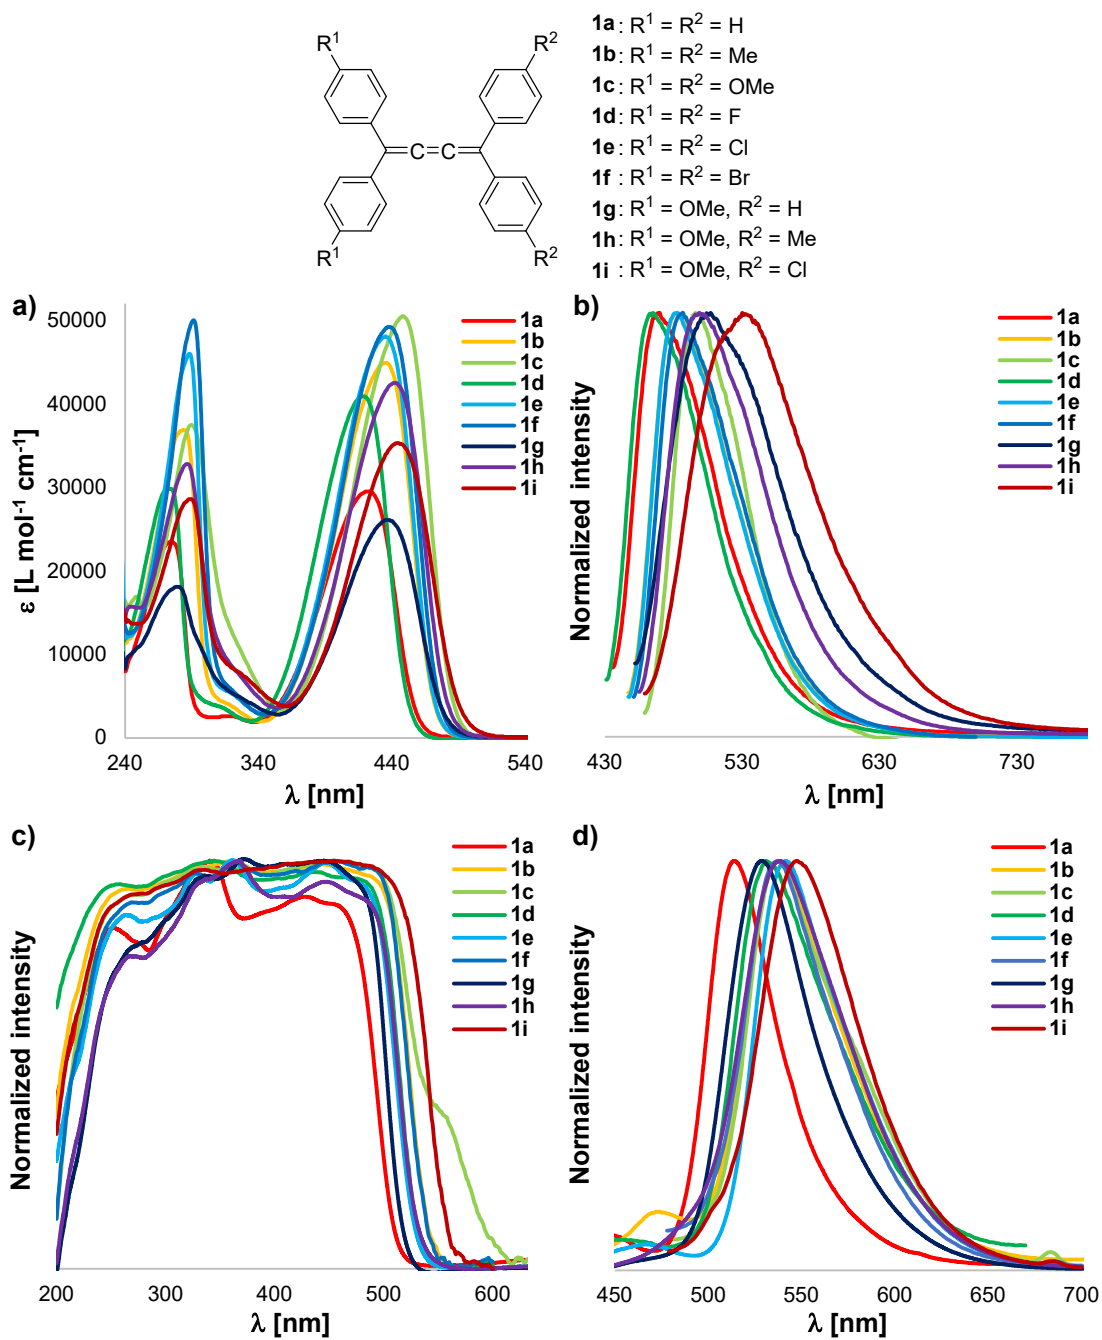 R¹ R²
R¹ R²
C C
1a: R¹ = R² = H
1b: R¹ = R² = Me
1c: R¹ = R² = OMe
1d: R¹ = R² = F
1e: R¹ = R² = Cl
1f: R¹ = R² = Br
1g: R¹ = OMe, R² = H
1h: R¹ = OMe, R² = Me
1i: R¹ = OMe, R² = Cl
a)
ε [L mol⁻¹ cm⁻¹]
50000
40000
30000
20000
10000
0
240 340 440 540
λ [nm]
1a
1b
1c
1d
1e
1f
1g
1h
1i
b)
Normalized intensity
430 530 630 730
λ [nm]
1a
1b
1c
1d
1e
1f
1g
1h
1i
c)
Normalized intensity
200 300 400 500 600
λ [nm]
1a
1b
1c
1d
1e
1f
1g
1h
1i
d)
Normalized intensity
450 500 550 600 650 700
λ [nm]
1a
1b
1c
1d
1e
1f
1g
1h
1i